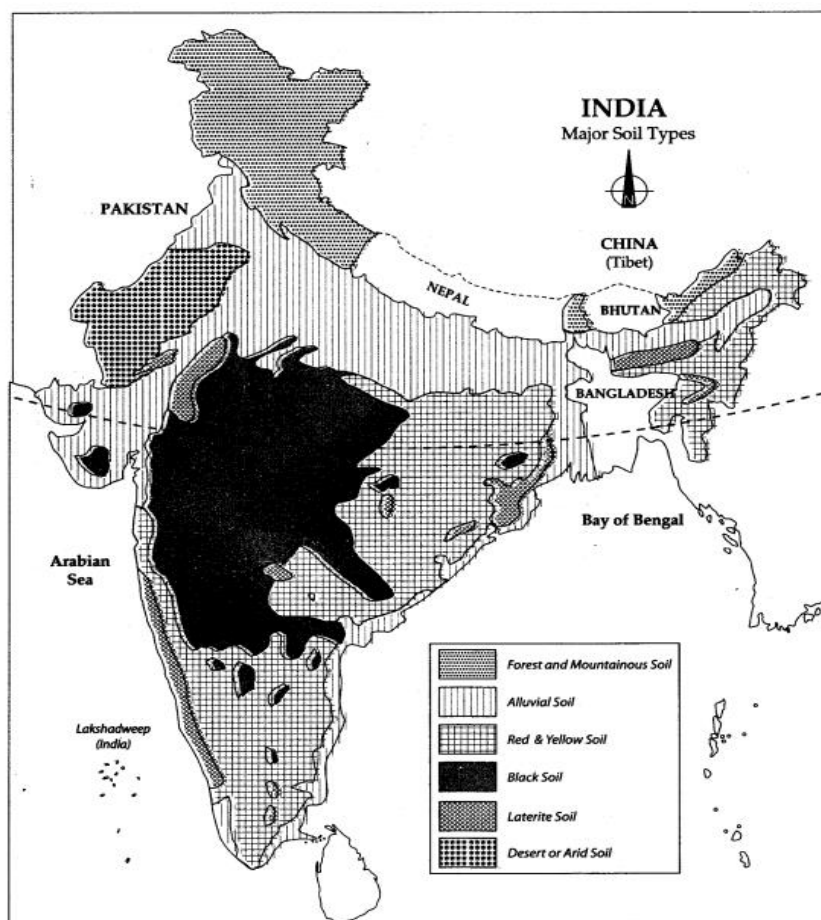 INDIA
Major Soil Types
N
PAKISTAN
CHINA
(Tibet)
NEPAL
BHUTAN
BANGLADESH
Bay of Bengal
Arabian
Sea
Lakshadweep
(India)
Forest and Mountainous Soil
Alluvial Soil
Red & Yellow Soil
Black Soil
Laterite Soil
Desert or Arid Soil